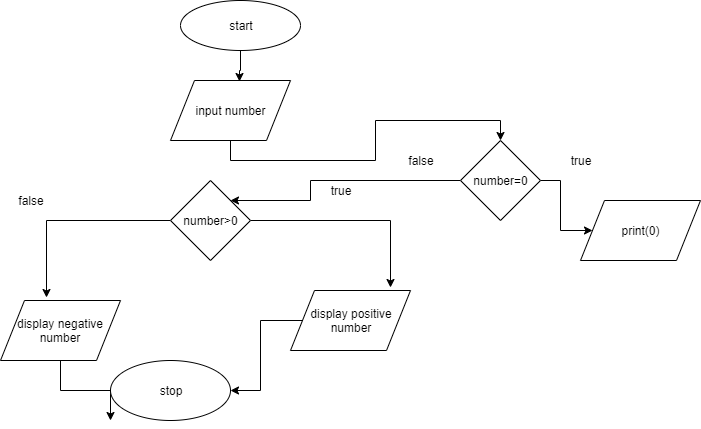 start
input number
false
true
number=0
true
false
number>0
print(0)
display negative
number
display positive
number
stop